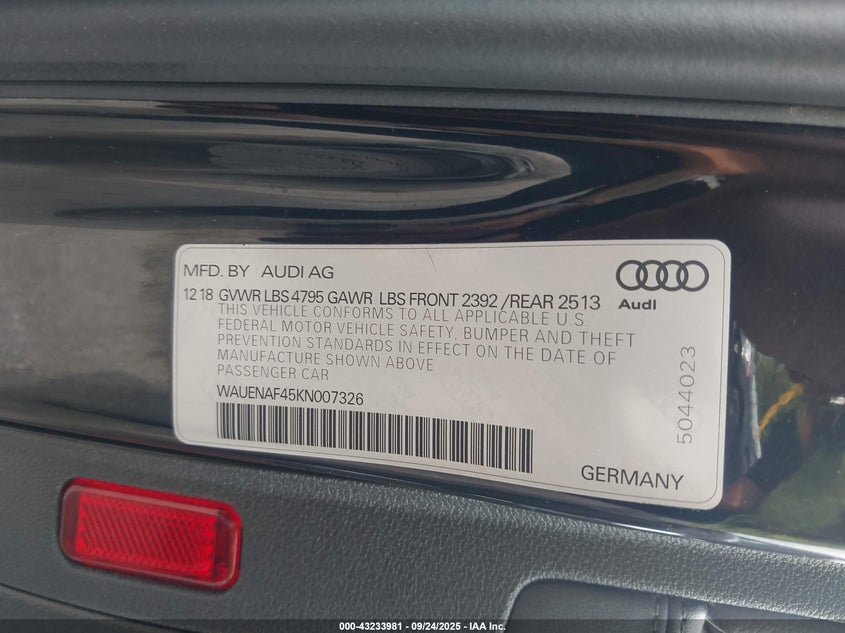 MFD. BY AUDI AG
Audi
12 18 GVWR LBS 4795 GAWR LBS FRONT 2392 / REAR 2513
THIS VEHICLE CONFORMS TO ALL APPLICABLE U.S.
FEDERAL MOTOR VEHICLE SAFETY, BUMPER AND THEFT
PREVENTION STANDARDS IN EFFECT ON THE DATE OF
MANUFACTURE SHOWN ABOVE
PASSENGER CAR
WAUENAF45KN007326
5044023
GERMANY
000-43233981 - 09/24/2025 - IAA Inc.